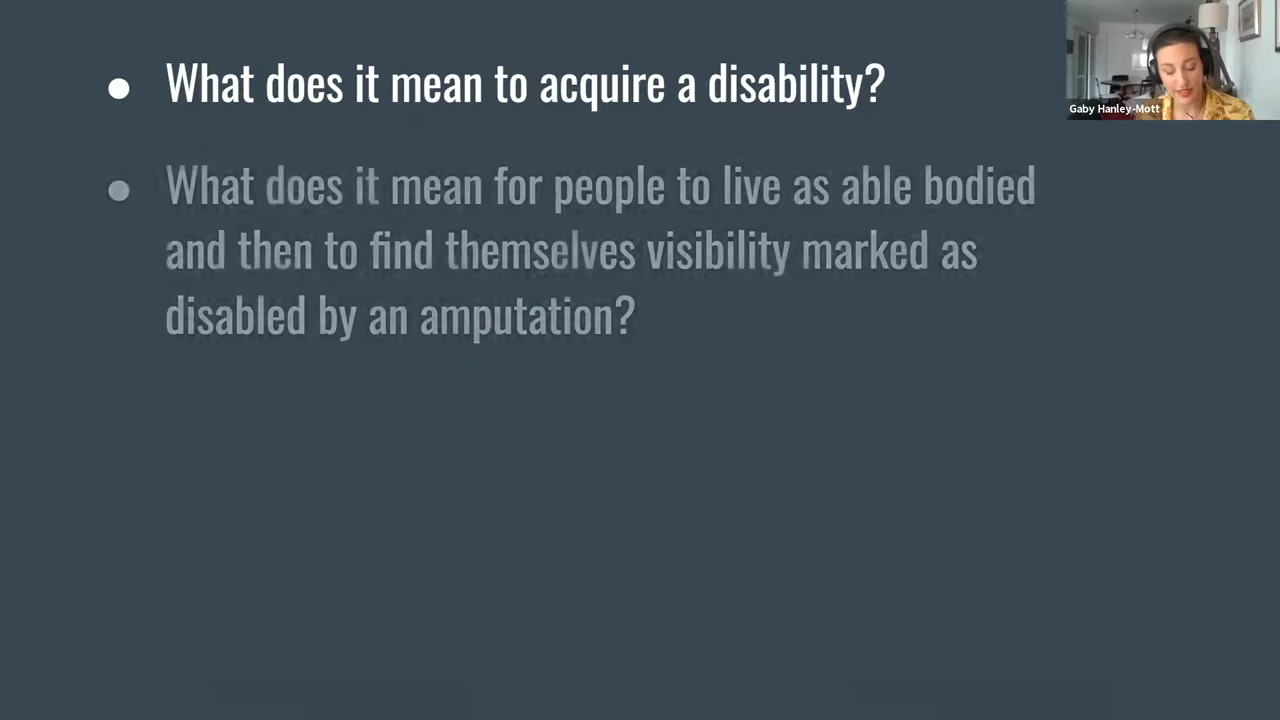 ● What does it mean to acquire a disability?
Gaby Hanley-Mott
● What does it mean for people to live as able bodied
and then to find themselves visibility marked as
disabled by an amputation?